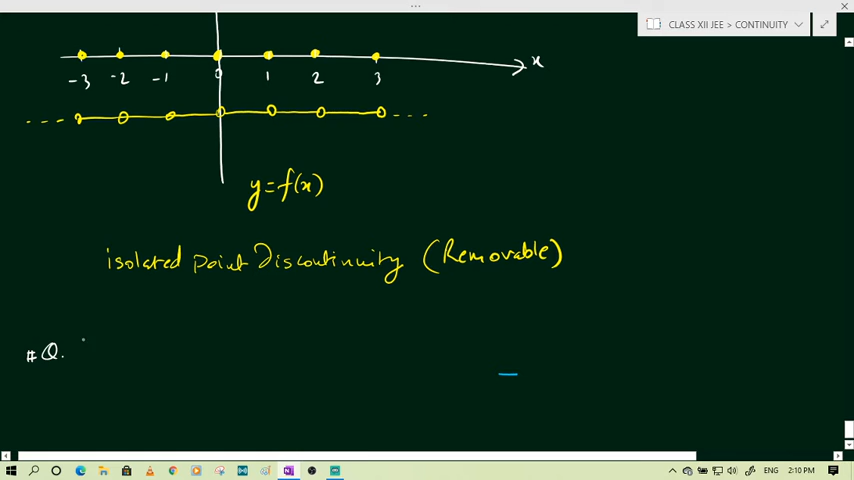 ...
CLASS XII JEE > CONTINUITY
x
-3 -2 -1 0 1 2 3
--- ---
y=f(x)
isolated point Discontinuity (Removable)
#Q.
ENG 2:10 PM